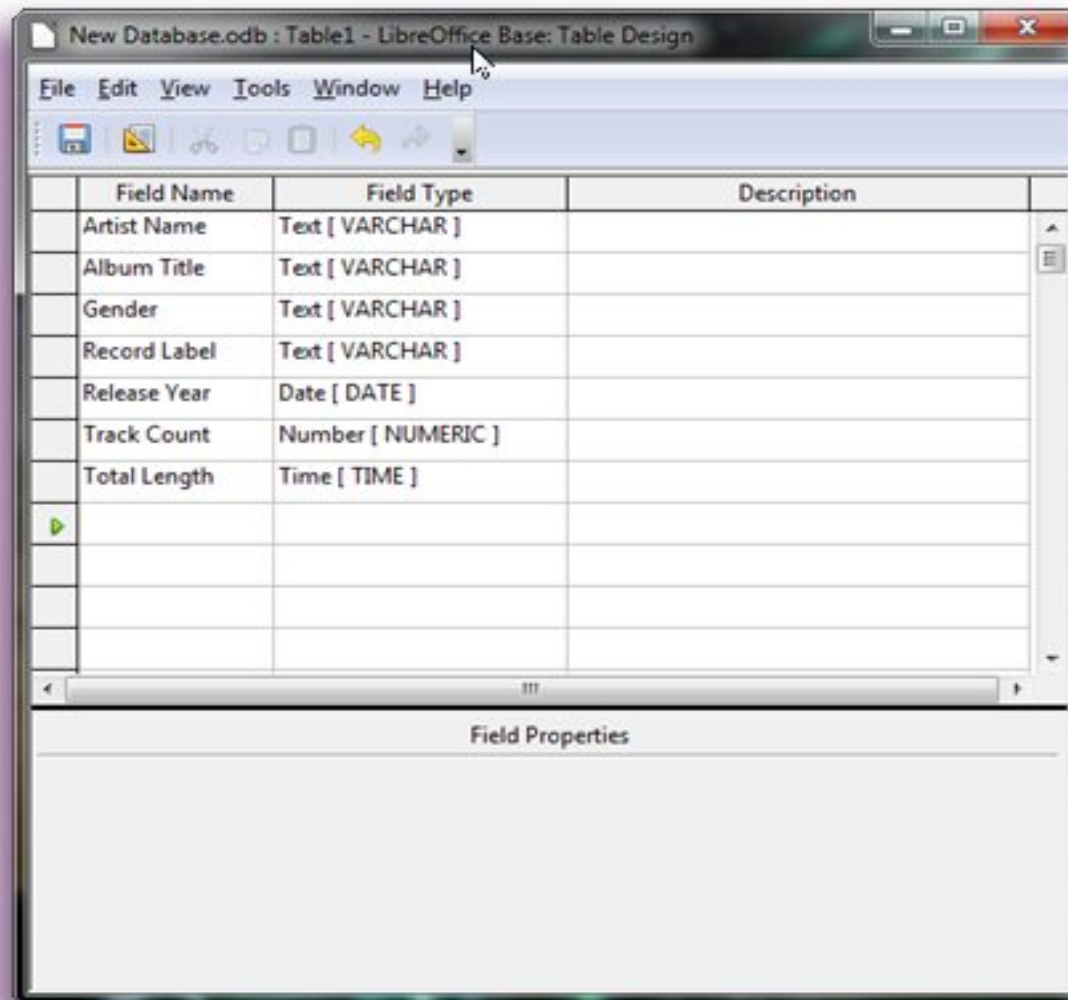 New Database.odb : Table1 - LibreOffice Base: Table Design
File Edit View Tools Window Help
Field Name Field Type Description
Artist Name Text [ VARCHAR ]
Album Title Text [ VARCHAR ]
Gender Text [ VARCHAR ]
Record Label Text [ VARCHAR ]
Release Year Date [ DATE ]
Track Count Number [ NUMERIC ]
Total Length Time [ TIME ]
Field Properties